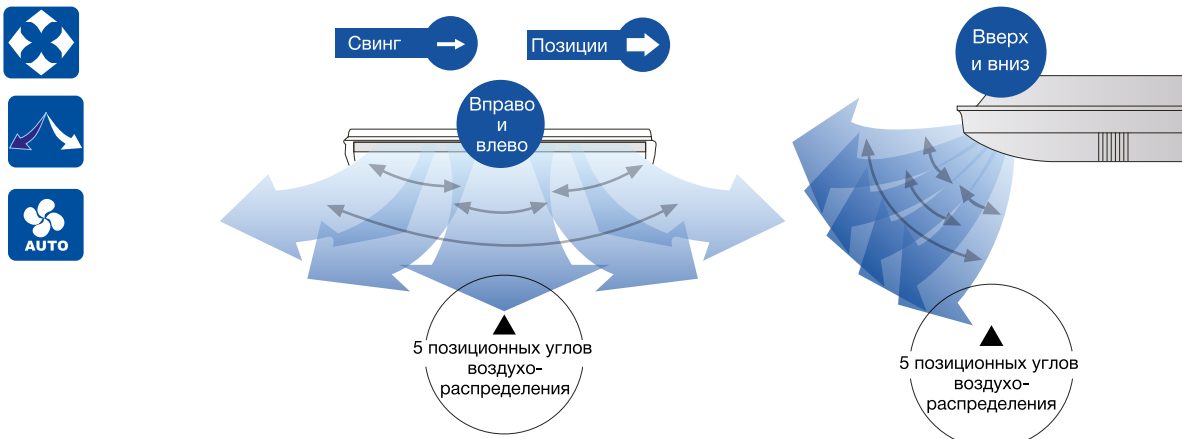 Свинг
Позиции
Вверх
и вниз
Вправо
и
влево
AUTO
5 позиционных углов
воздухо-
распределения
5 позиционных углов
воздухо-
распределения